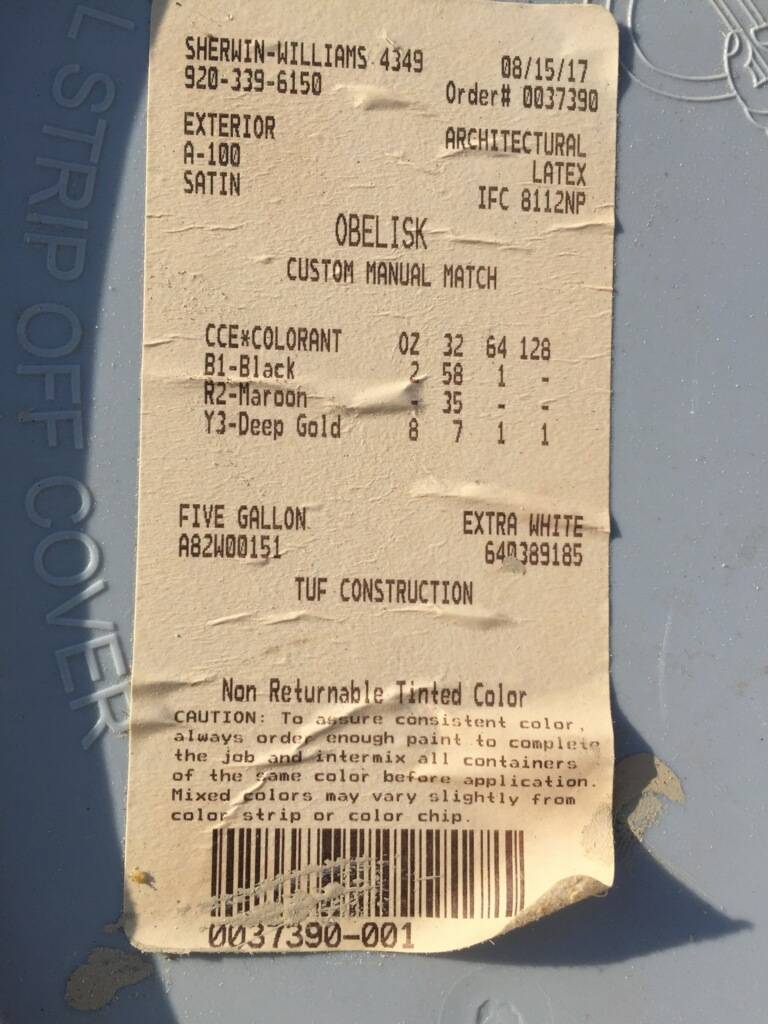 SHERWIN-WILLIAMS 4349 08/15/17
920-339-6150 Order# 0037390
EXTERIOR ARCHITECTURAL
A-100 LATEX
SATIN IFC 8112NP
OBELISK
CUSTOM MANUAL MATCH
CCE*COLORANT OZ 32 64 128
B1-Black 2 58 1 -
R2-Maroon - 35 - -
Y3-Deep Gold 8 7 1 1
FIVE GALLON EXTRA WHITE
A82W00151 640389185
TUF CONSTRUCTION
Non Returnable Tinted Color
CAUTION: To assure consistent color,
always order enough paint to complete
the job and intermix all containers
of the same color before application.
Mixed colors may vary slightly from
color strip or color chip.
0037390-001
L STRIP OFF COVER